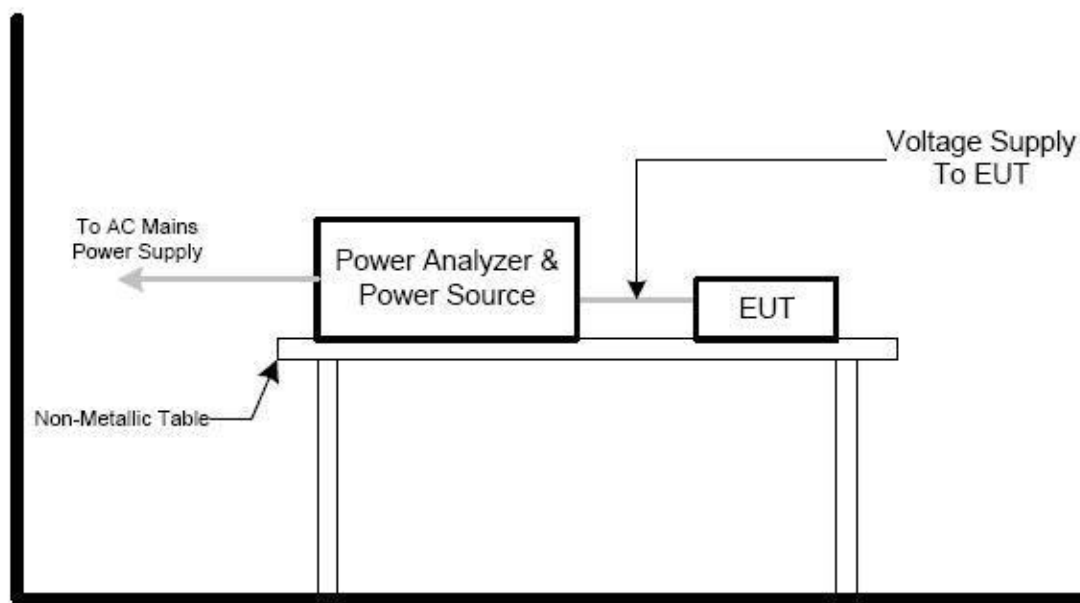 Voltage Supply
To EUT
To AC Mains
Power Supply
Power Analyzer &
Power Source
EUT
Non-Metallic Table